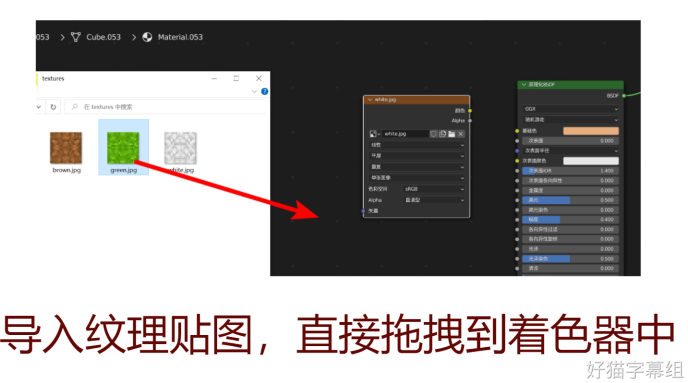 053 > Cube.053 > Material.053
textures
在 textures 中搜索
brown.jpg
green.jpg
white.jpg
white.jpg
颜色
Alpha
white.jpg
线性
平直
重复
单张图像
色彩空间 sRGB
Alpha 直通型
矢量
原理化BSDF
BSDF
GGX
随机游走
基础色
次表面 0.000
次表面半径
次表面颜色
次表面IOR 1.400
次表面各向异性 0.000
金属度 0.000
高光 0.500
高光染色 0.000
糙度 0.400
各向异性过滤 0.000
各向异性旋转 0.000
光泽 0.000
光泽染色 0.500
清漆 0.000
导入纹理贴图，直接拖拽到着色器中
好猫字幕组